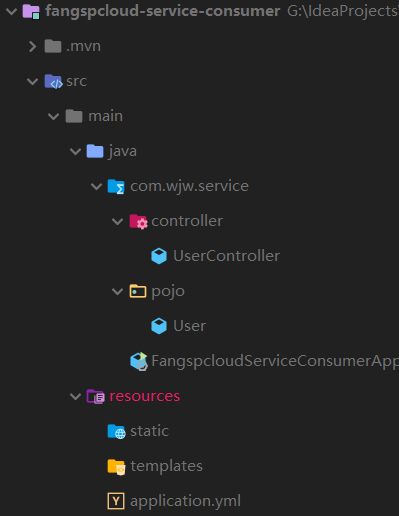 fangspcloud-service-consumer G:\IdeaProjects\
.mvn
src
main
java
com.wjw.service
controller
UserController
pojo
User
FangspcloudServiceConsumerApp
resources
static
templates
application.yml